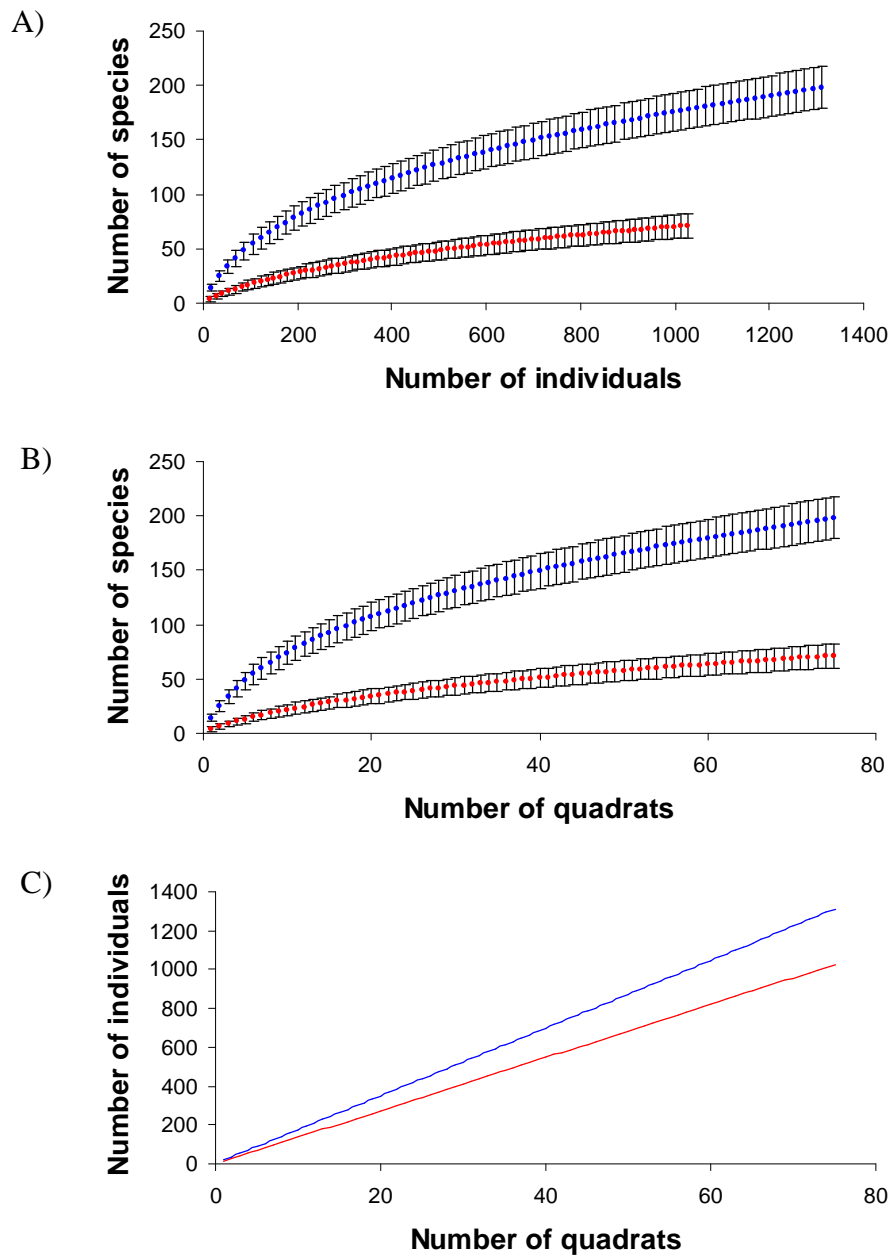 A)
Number of species
250
200
150
100
50
0
0 200 400 600 800 1000 1200 1400
Number of individuals
B)
Number of species
250
200
150
100
50
0
0 20 40 60 80
Number of quadrats
C)
Number of individuals
1400
1200
1000
800
600
400
200
0
0 20 40 60 80
Number of quadrats